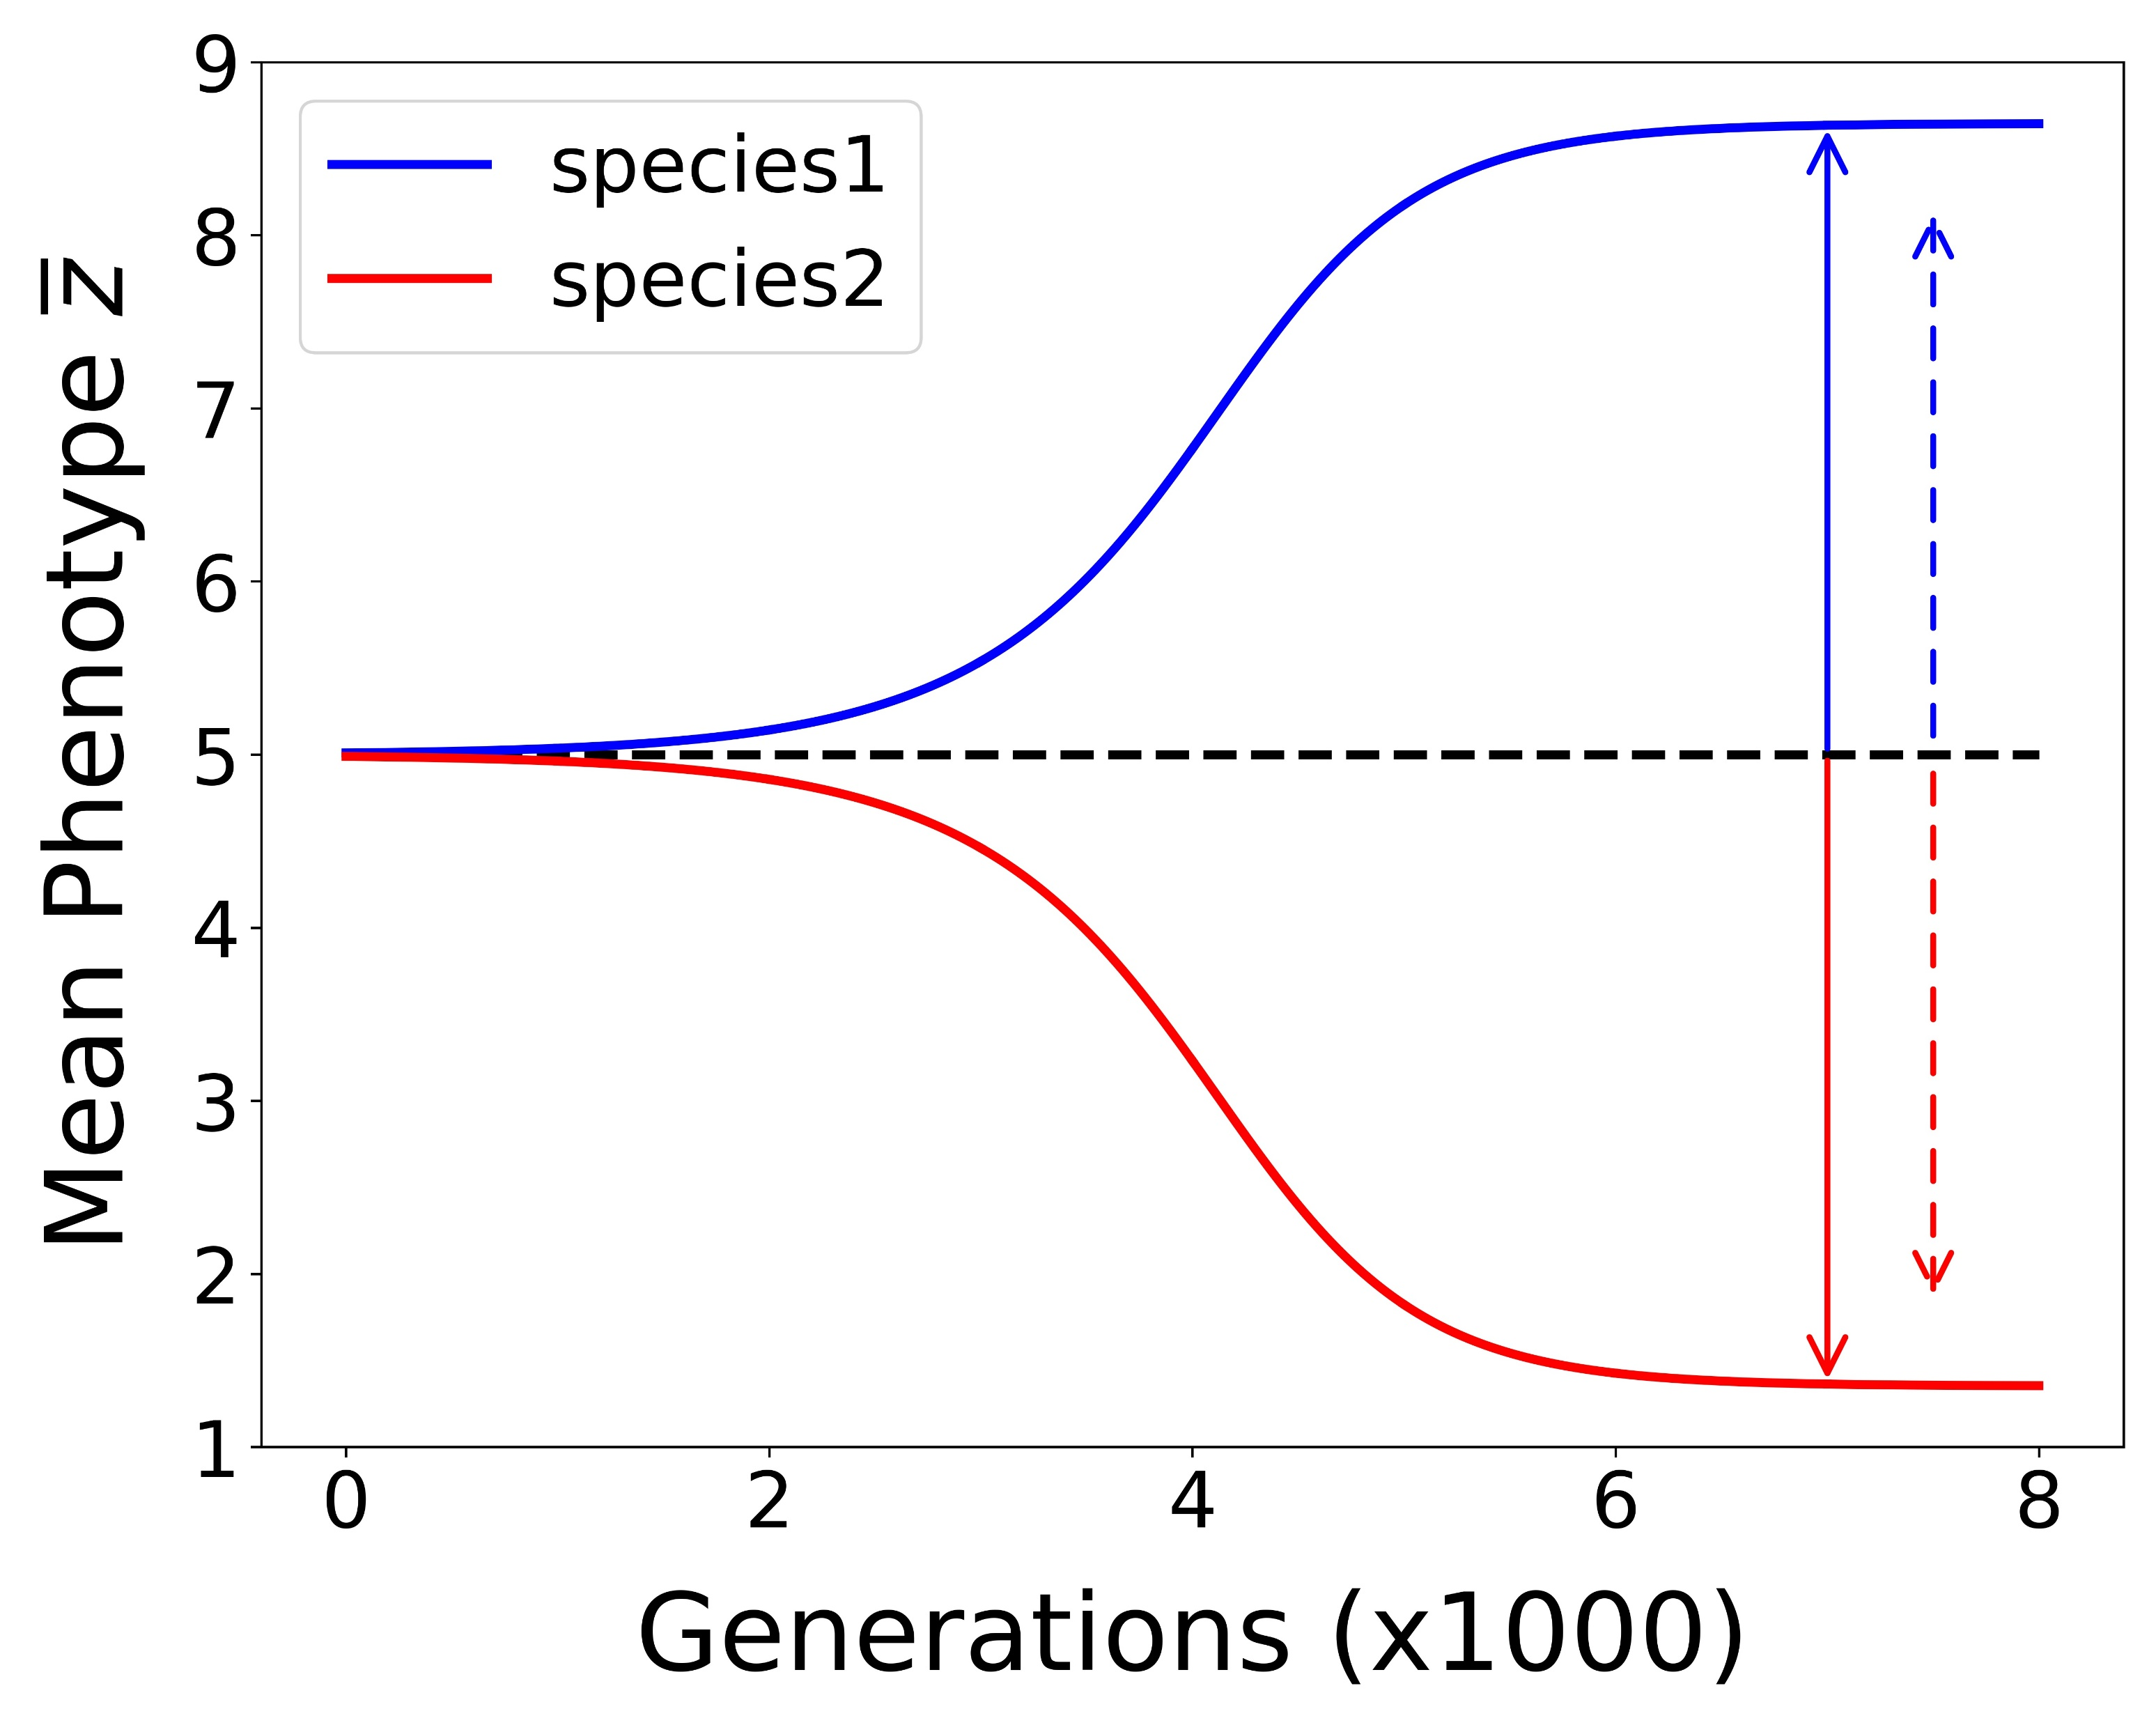 Mean Phenotype z̅
9
8
7
6
5
4
3
2
1
species1
species2
0 2 4 6 8
Generations (x1000)